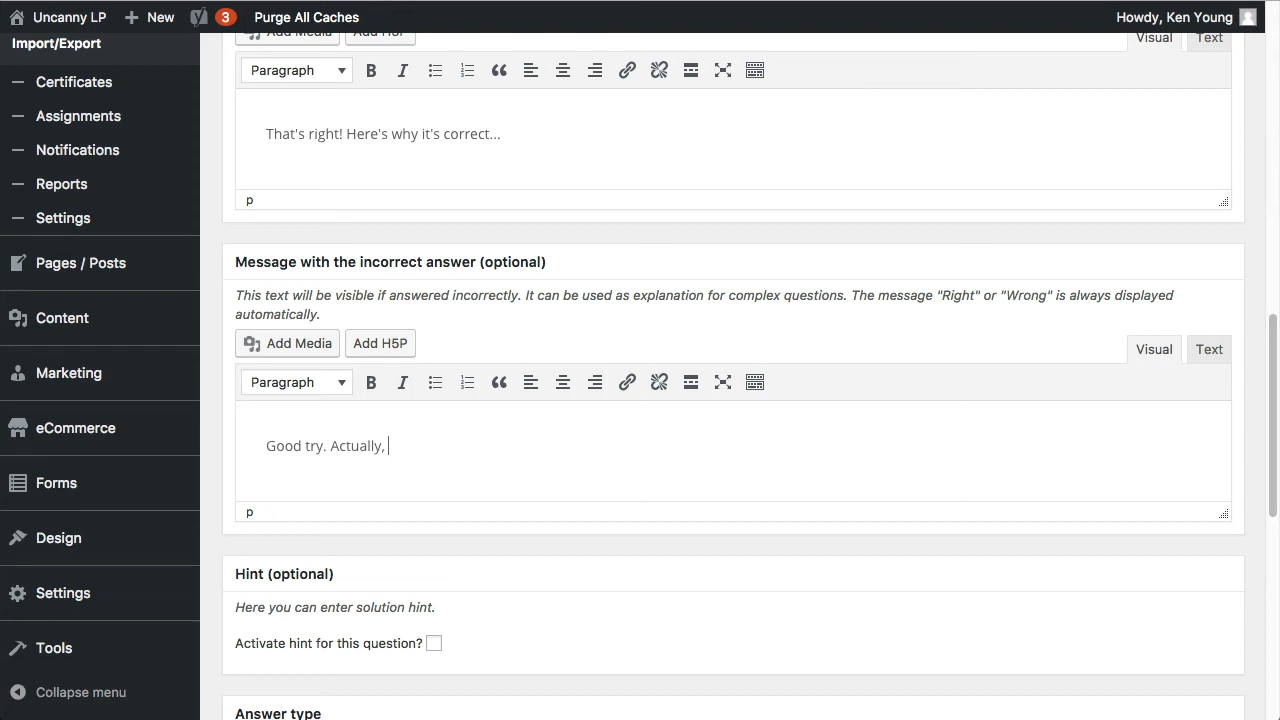 Uncanny LP
3
New
Purge All Caches
Howdy, Ken Young
Import/Export
Certificates
Assignments
Notifications
Reports
Settings
Pages / Posts
Content
Marketing
eCommerce
Forms
Design
Settings
Tools
Collapse menu
Add Media
Add H5P
Visual
Text
Paragraph
That's right! Here's why it's correct...
p
Message with the incorrect answer (optional)
This text will be visible if answered incorrectly. It can be used as explanation for complex questions. The message "Right" or "Wrong" is always displayed
automatically.
Add Media
Add H5P
Visual
Text
Paragraph
Good try. Actually,
p
Hint (optional)
Here you can enter solution hint.
Activate hint for this question?
Answer type